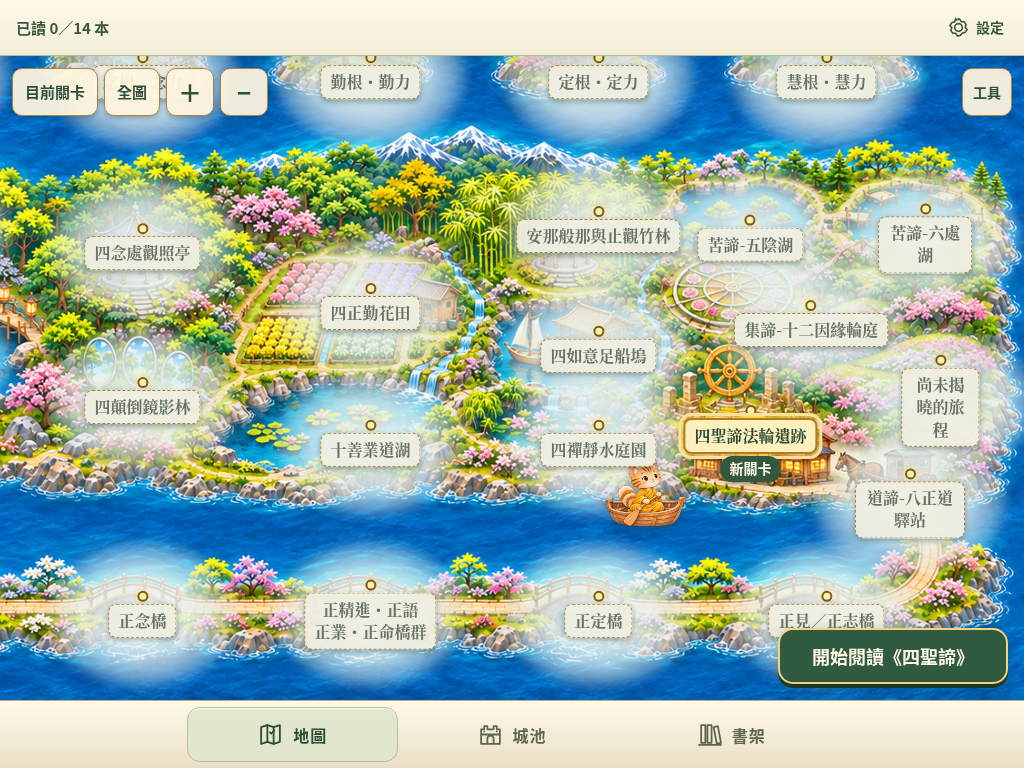 已讀 0／14 本
設定
目前關卡
全圖
+
−
工具
勤根・勤力
定根・定力
慧根・慧力
四念處觀照亭
安那般那與止觀竹林
苦諦-五陰湖
苦諦-六處
湖
四正勤花田
集諦-十二因緣輪庭
四如意足船塢
四顛倒鏡影林
尚未揭
曉的旅
程
十善業道湖
四禪靜水庭園
四聖諦法輪遺跡
新關卡
道諦-八正道
驛站
正念橋
正精進・正語
正業・正命橋群
正定橋
正見／正志橋
開始閱讀《四聖諦》
地圖
城池
書架